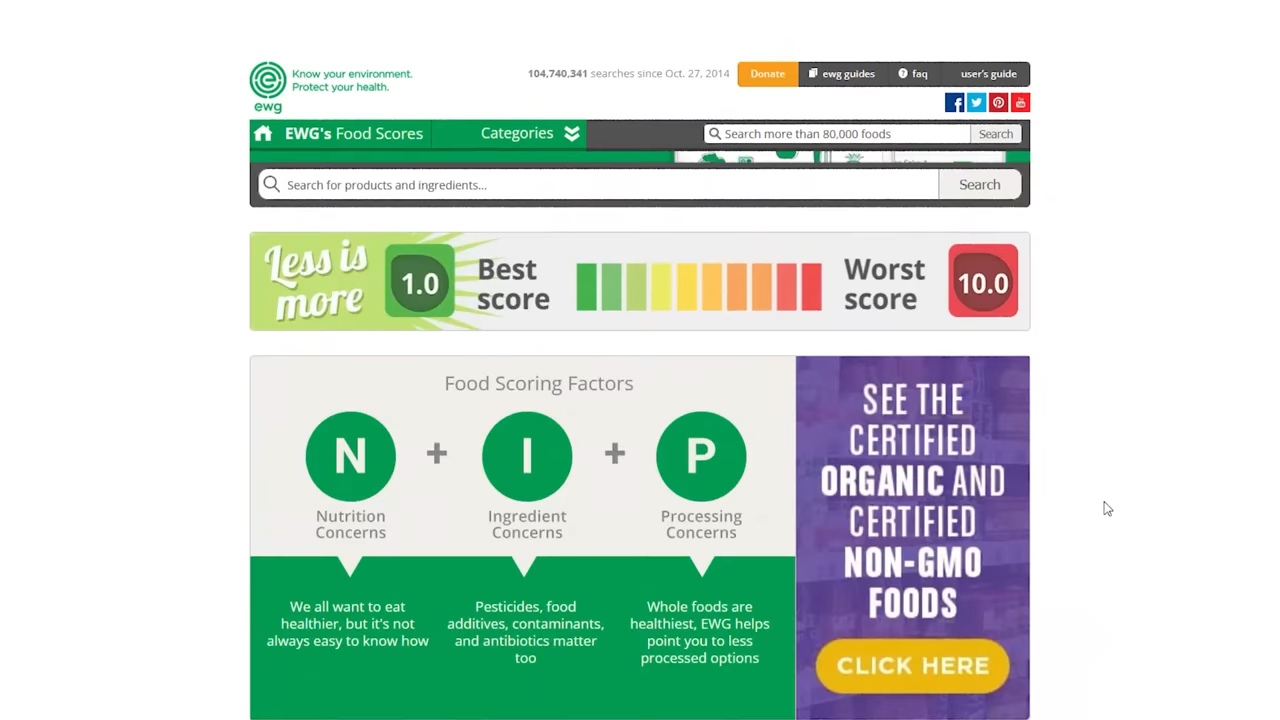 Know your environment.
Protect your health.
ewg
104,740,341 searches since Oct. 27, 2014
Donate
ewg guides
faq
user's guide
EWG's Food Scores
Categories
Search more than 80,000 foods
Search
Search for products and ingredients...
Search
Less is
more
1.0
Best
score
Worst
score
10.0
Food Scoring Factors
N + I + P
Nutrition
Concerns
Ingredient
Concerns
Processing
Concerns
We all want to eat
healthier, but it's not
always easy to know how
Pesticides, food
additives, contaminants,
and antibiotics matter
too
Whole foods are
healthiest, EWG helps
point you to less
processed options
SEE THE
CERTIFIED
ORGANIC AND
CERTIFIED
NON-GMO
FOODS
CLICK HERE